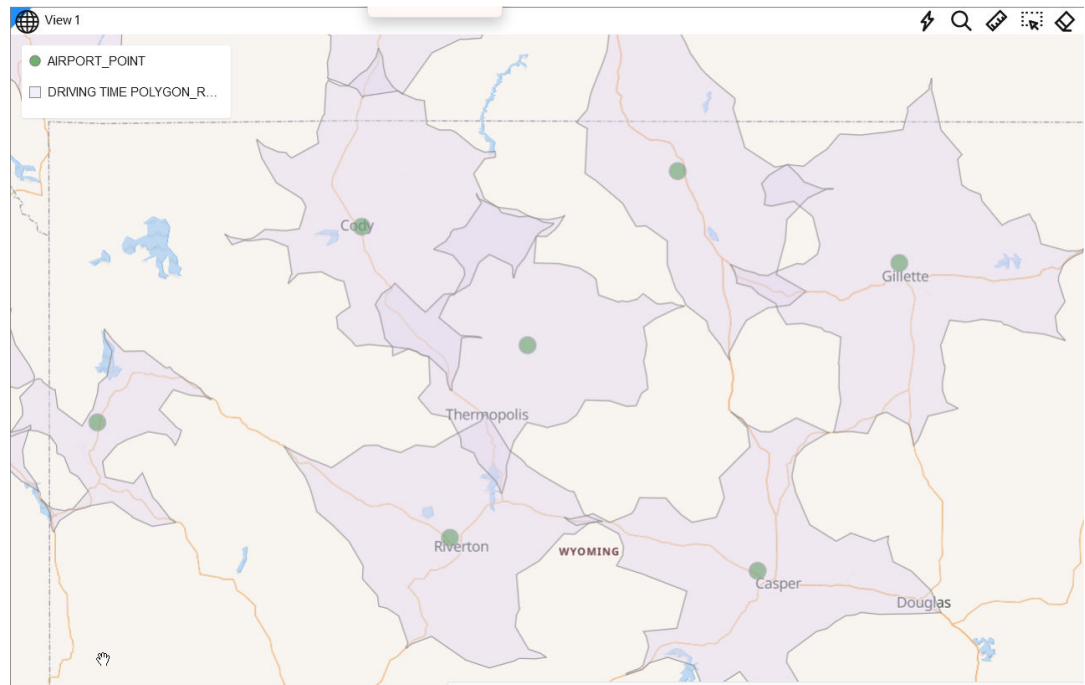 View 1
AIRPORT_POINT
DRIVING TIME POLYGON_R...
Cody
Gillette
Thermopolis
Riverton
WYOMING
Casper
Douglas